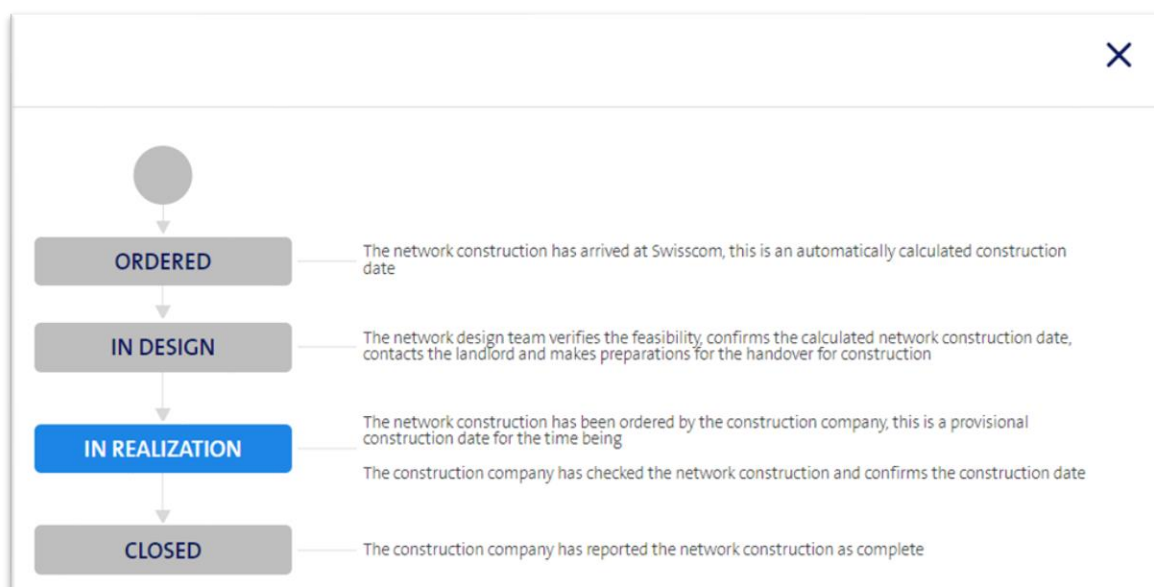 ORDERED
The network construction has arrived at Swisscom, this is an automatically calculated construction
date
IN DESIGN
The network design team verifies the feasibility, confirms the calculated network construction date,
contacts the landlord and makes preparations for the handover for construction
IN REALIZATION
The network construction has been ordered by the construction company, this is a provisional
construction date for the time being
The construction company has checked the network construction and confirms the construction date
CLOSED
The construction company has reported the network construction as complete